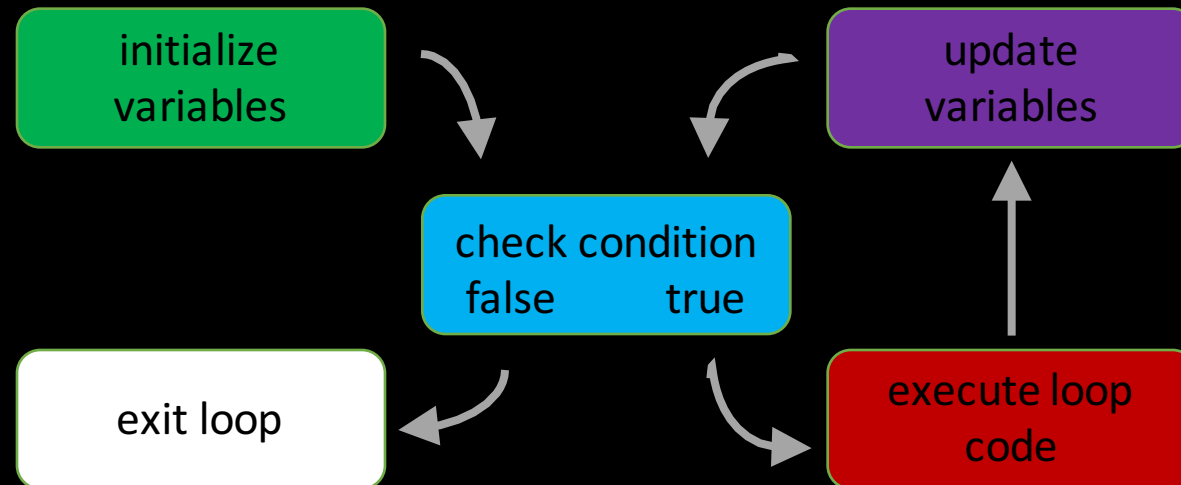 initialize
variables
update
variables
check condition
false true
exit loop
execute loop
code